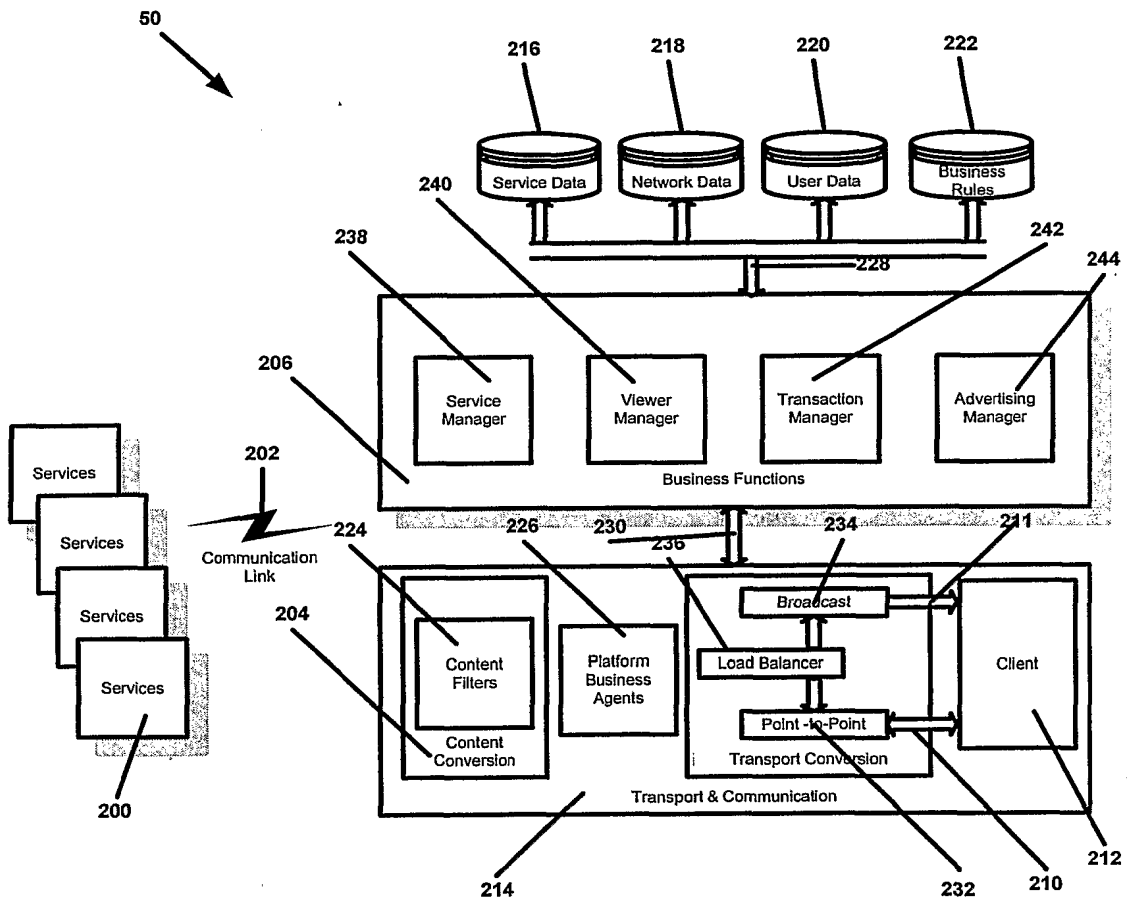 50
216
218
220
222
Service Data
Network Data
User Data
Business
Rules
240
238
242
228
244
206
Service
Manager
Viewer
Manager
Transaction
Manager
Advertising
Manager
Business Functions
Services
Services
Services
Services
200
202
Communication
Link
224
226
230
236
234
211
204
Content
Filters
Content
Conversion
Platform
Business
Agents
Broadcast
Load Balancer
Point -to-Point
Transport Conversion
Client
Transport & Communication
214
232
210
212